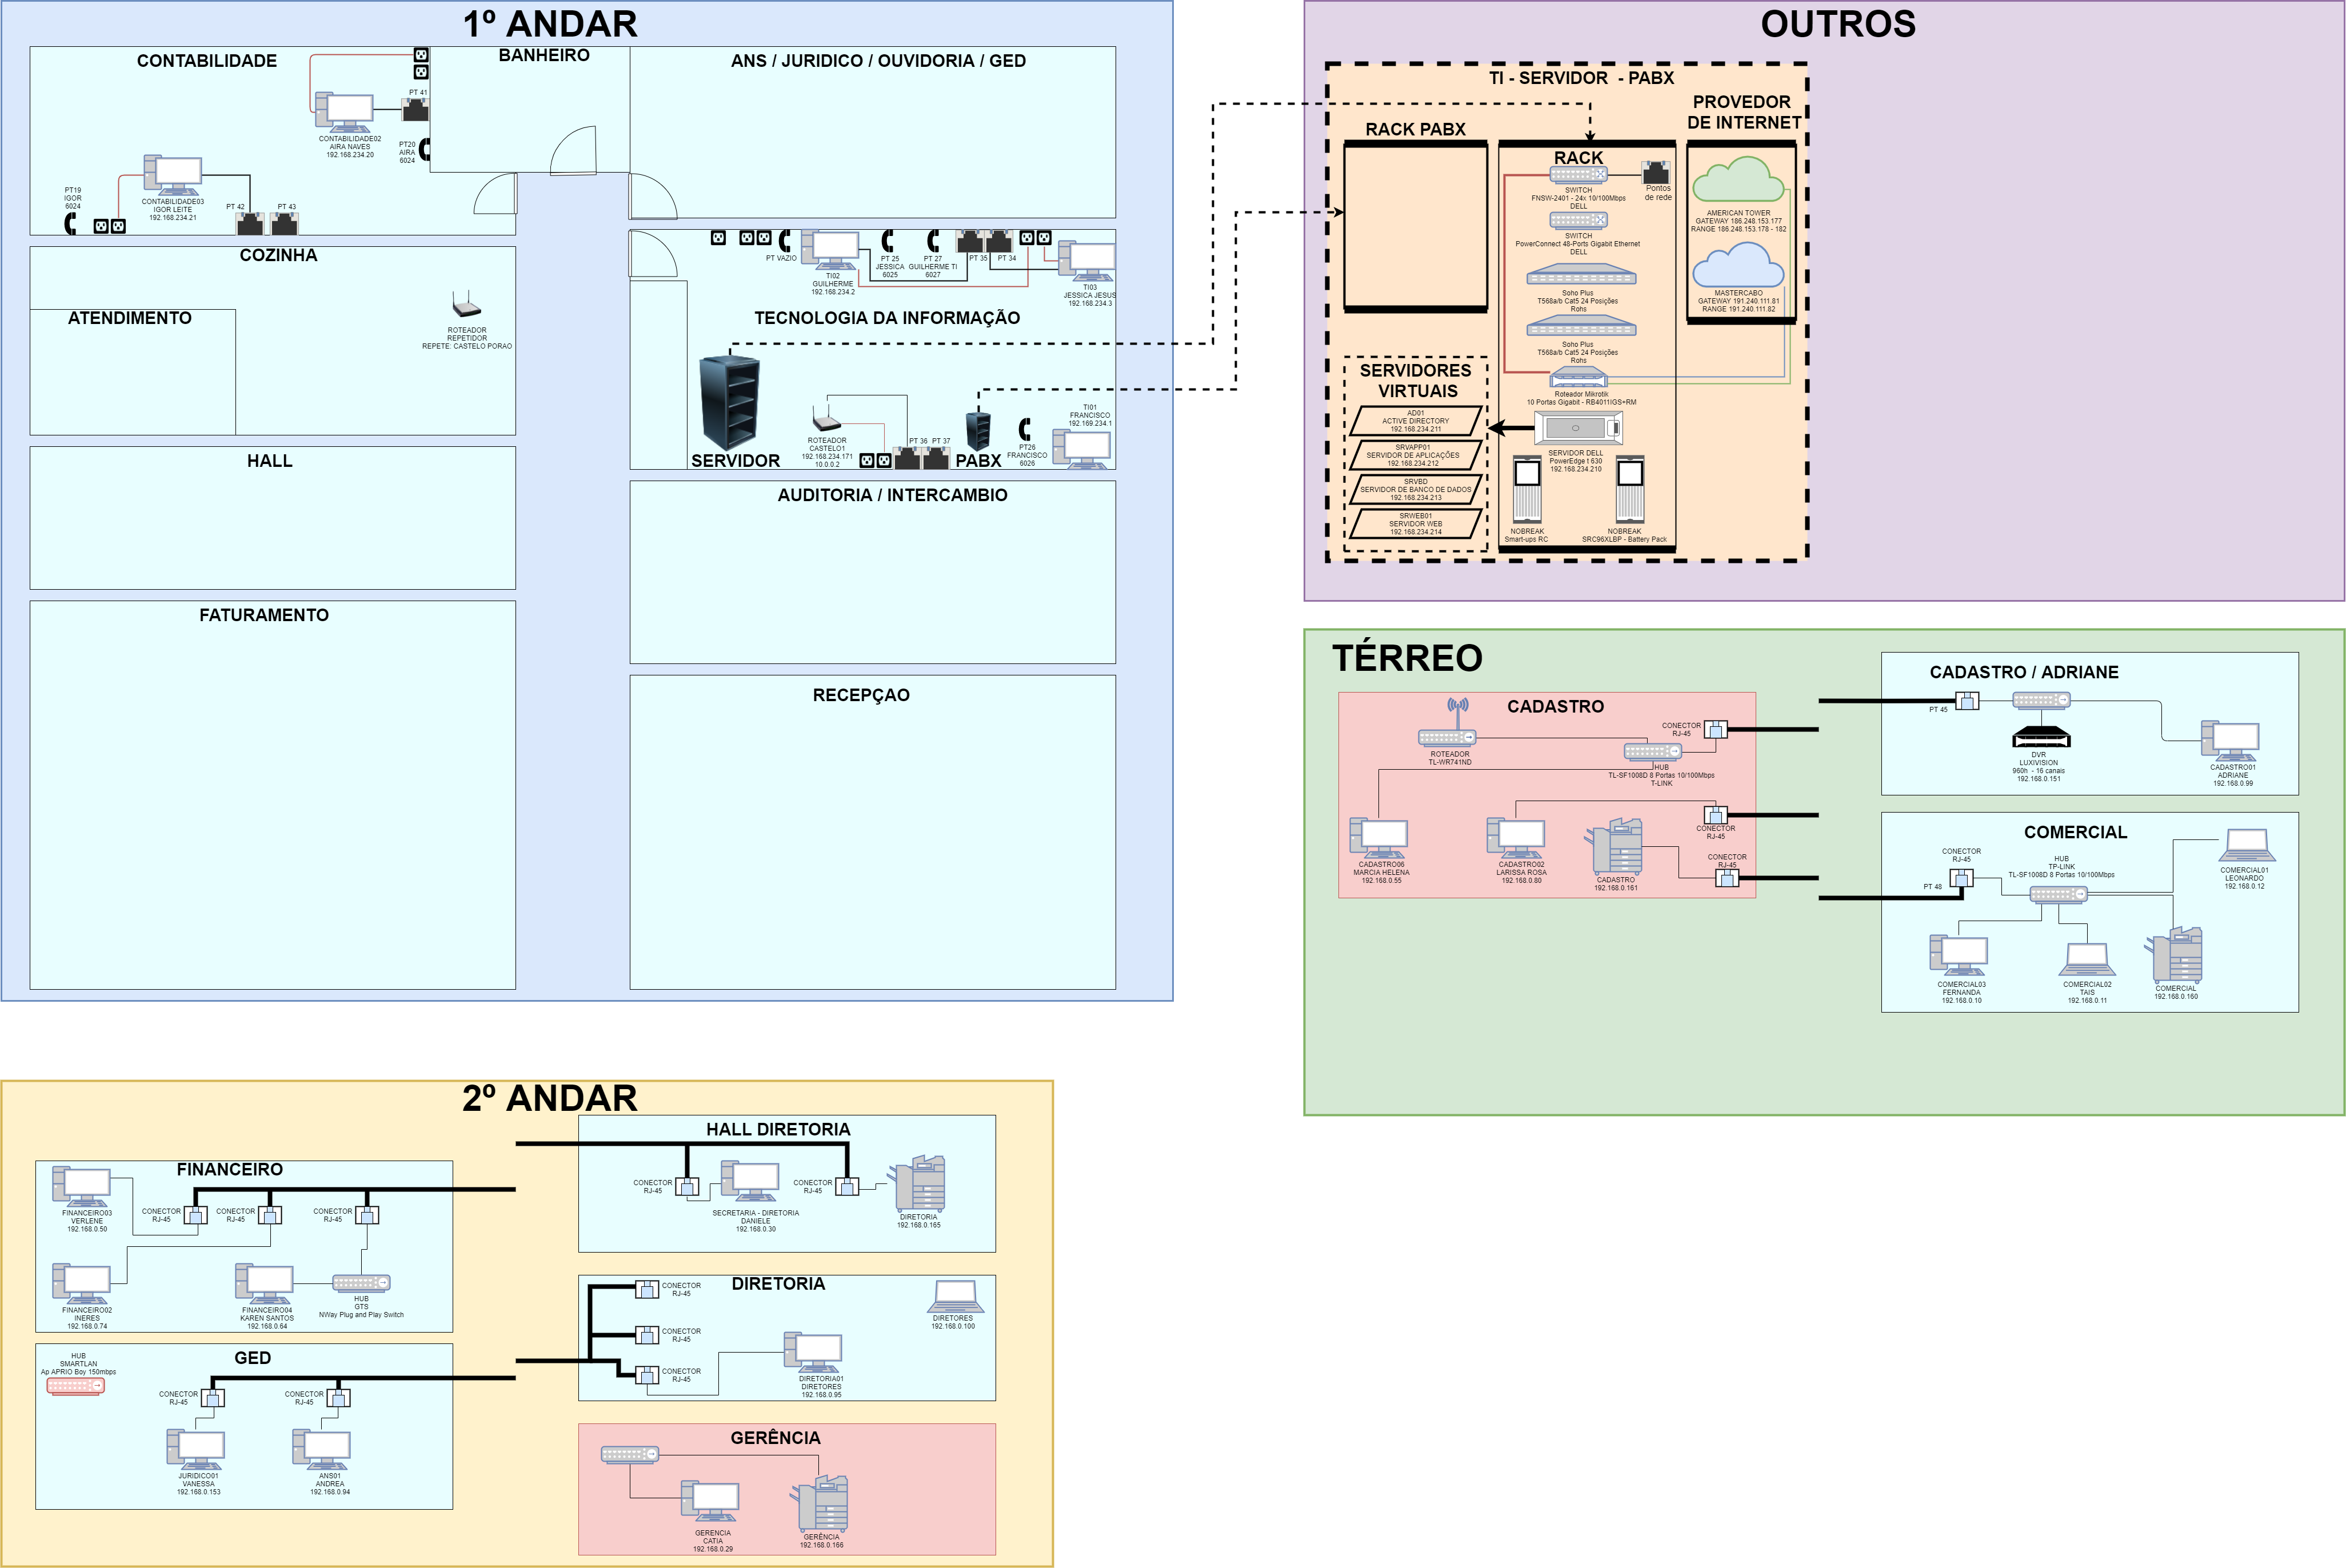 1º ANDAR
CONTABILIDADE
PT 41
CONTABILIDADE02
AIRA NAVES
192.168.234.20
PT20
AIRA
6024
PT19
IGOR
6024
CONTABILIDADE03
IGOR LEITE
192.168.234.21
PT 42
PT 43
BANHEIRO
ANS / JURIDICO / OUVIDORIA / GED
COZINHA
ATENDIMENTO
ROTEADOR
REPETIDOR
REPETE: CASTELO PORAO
PT VAZIO
TI02
GUILHERME
192.168.234.2
PT 25
JESSICA
6025
PT 27
GUILHERME TI
6027
PT 35
PT 34
TI03
JESSICA JESUS
192.168.234.3
TECNOLOGIA DA INFORMAÇÃO
SERVIDOR
ROTEADOR
CASTELO1
192.168.234.171
10.0.0.2
PT 36
PT 37
PABX
PT26
FRANCISCO
6026
TI01
FRANCISCO
192.169.234.1
HALL
AUDITORIA / INTERCAMBIO
FATURAMENTO
RECEPÇAO
OUTROS
TI - SERVIDOR - PABX
RACK PABX
RACK
SWITCH
FNSW-2401 - 24x 10/100Mbps
DELL
Pontos
de rede
SWITCH
PowerConnect 48-Ports Gigabit Ethernet
DELL
Soho Plus
T568a/b Cat5 24 Posições
Rohs
Soho Plus
T568a/b Cat5 24 Posições
Rohs
Roteador Mikrotik
10 Portas Gigabit - RB4011IGS+RM
SERVIDOR DELL
PowerEdge t 630
192.168.234.210
NOBREAK
Smart-ups RC
NOBREAK
SRC96XLBP - Battery Pack
PROVEDOR
DE INTERNET
AMERICAN TOWER
GATEWAY 186.248.153.177
RANGE 186.248.153.178 - 182
MASTERCABO
GATEWAY 191.240.111.81
RANGE 191.240.111.82
SERVIDORES
VIRTUAIS
AD01
ACTIVE DIRECTORY
192.168.234.211
SRVAPP01
SERVIDOR DE APLICAÇÕES
192.168.234.212
SRVBD
SERVIDOR DE BANCO DE DADOS
192.168.234.213
SRWEB01
SERVIDOR WEB
192.168.234.214
TÉRREO
CADASTRO
ROTEADOR
TL-WR741ND
CONECTOR
RJ-45
HUB
TL-SF1008D 8 Portas 10/100Mbps
T-LINK
CADASTRO06
MARCIA HELENA
192.168.0.55
CADASTRO02
LARISSA ROSA
192.168.0.80
CADASTRO
192.168.0.161
CONECTOR
RJ-45
CONECTOR
RJ-45
CADASTRO / ADRIANE
PT 45
DVR
LUXIVISION
960h - 16 canais
192.168.0.151
CADASTRO01
ADRIANE
192.168.0.99
COMERCIAL
CONECTOR
RJ-45
PT 48
HUB
TP-LINK
TL-SF1008D 8 Portas 10/100Mbps
COMERCIAL01
LEONARDO
192.168.0.12
COMERCIAL03
FERNANDA
192.168.0.10
COMERCIAL02
TAIS
192.168.0.11
COMERCIAL
192.168.0.160
2º ANDAR
FINANCEIRO
FINANCEIRO03
VERLENE
192.168.0.50
CONECTOR
RJ-45
CONECTOR
RJ-45
CONECTOR
RJ-45
FINANCEIRO02
INERES
192.168.0.74
FINANCEIRO04
KAREN SANTOS
192.168.0.64
HUB
GTS
NWay Plug and Play Switch
GED
HUB
SMARTLAN
Ap APRIO Boy 150mbps
CONECTOR
RJ-45
CONECTOR
RJ-45
JURIDICO01
VANESSA
192.168.0.153
ANS01
ANDREA
192.168.0.94
HALL DIRETORIA
CONECTOR
RJ-45
SECRETARIA - DIRETORIA
DANIELE
192.168.0.30
CONECTOR
RJ-45
DIRETORIA
192.168.0.165
DIRETORIA
CONECTOR
RJ-45
CONECTOR
RJ-45
CONECTOR
RJ-45
DIRETORIA01
DIRETORES
192.168.0.95
DIRETORES
192.168.0.100
GERÊNCIA
GERENCIA
CATIA
192.168.0.29
GERÊNCIA
192.168.0.166